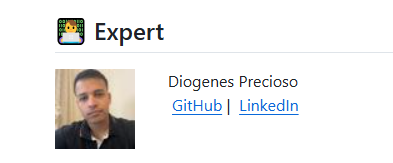 Expert
Diogenes Precioso
GitHub | LinkedIn